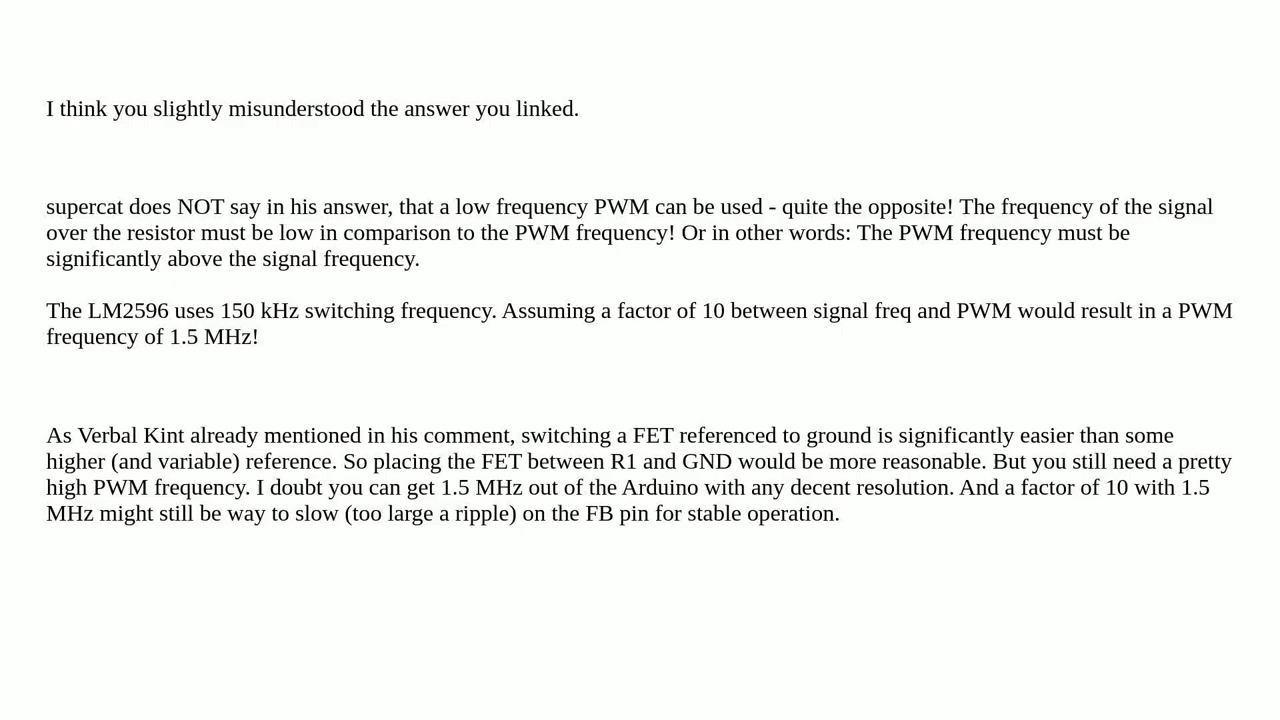 I think you slightly misunderstood the answer you linked.
supercat does NOT say in his answer, that a low frequency PWM can be used - quite the opposite! The frequency of the signal
over the resistor must be low in comparison to the PWM frequency! Or in other words: The PWM frequency must be
significantly above the signal frequency.
The LM2596 uses 150 kHz switching frequency. Assuming a factor of 10 between signal freq and PWM would result in a PWM
frequency of 1.5 MHz!
As Verbal Kint already mentioned in his comment, switching a FET referenced to ground is significantly easier than some
higher (and variable) reference. So placing the FET between R1 and GND would be more reasonable. But you still need a pretty
high PWM frequency. I doubt you can get 1.5 MHz out of the Arduino with any decent resolution. And a factor of 10 with 1.5
MHz might still be way to slow (too large a ripple) on the FB pin for stable operation.